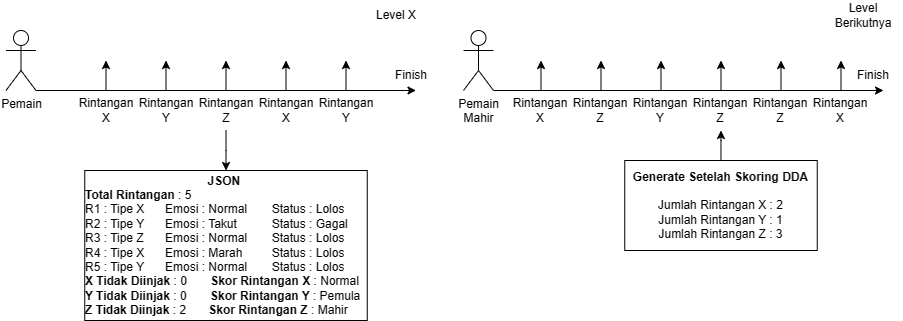 Level X
Finish
Pemain
Rintangan X
Rintangan Y
Rintangan Z
Rintangan X
Rintangan Y
JSON
Total Rintangan : 5
R1 : Tipe X Emosi : Normal Status : Lolos
R2 : Tipe Y Emosi : Takut Status : Gagal
R3 : Tipe Z Emosi : Normal Status : Lolos
R4 : Tipe X Emosi : Marah Status : Lolos
R5 : Tipe Y Emosi : Normal Status : Lolos
X Tidak Diinjak : 0 Skor Rintangan X : Normal
Y Tidak Diinjak : 0 Skor Rintangan Y : Pemula
Z Tidak Diinjak : 2 Skor Rintangan Z : Mahir
Level
Berikutnya
Finish
Pemain
Mahir
Rintangan X
Rintangan Z
Rintangan Y
Rintangan Z
Rintangan Z
Rintangan X
Generate Setelah Skoring DDA
Jumlah Rintangan X : 2
Jumlah Rintangan Y : 1
Jumlah Rintangan Z : 3